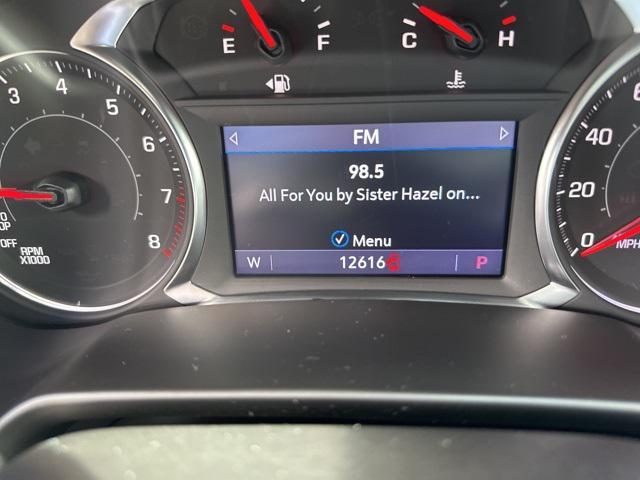 E F C H
3 4 5 6 7 8
RPM
X1000
FM
98.5
All For You by Sister Hazel on...
Menu
W 12616 P
40
20
0
MPH
OFF